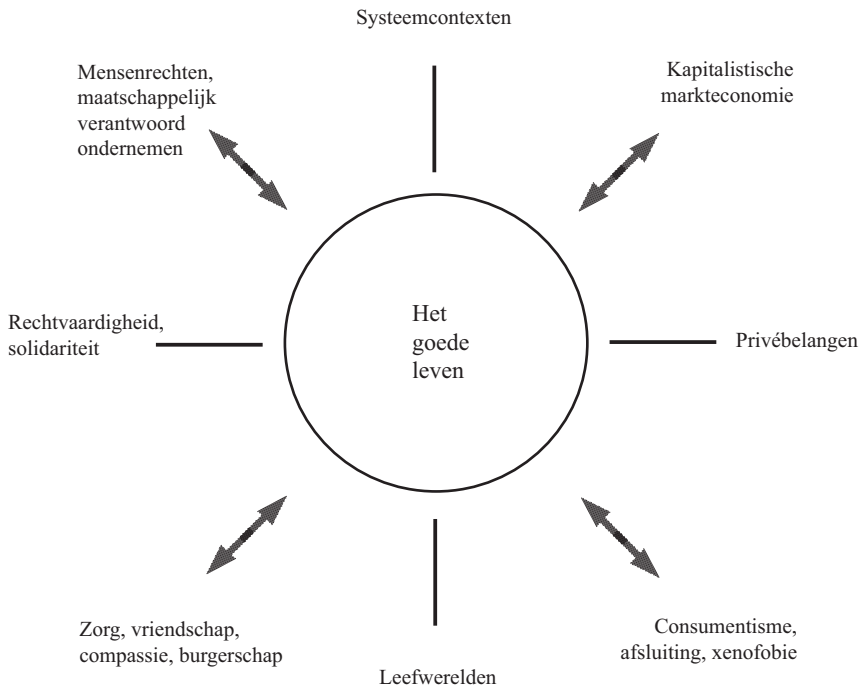 Systeemcontexten
Mensenrechten,
maatschappelijk
verantwoord
ondernemen
Kapitalistische
markteconomie
Rechtvaardigheid,
solidariteit
Het
goede
leven
Privébelangen
Zorg, vriendschap,
compassie, burgerschap
Consumentisme,
afsluiting, xenofobie
Leefwerelden